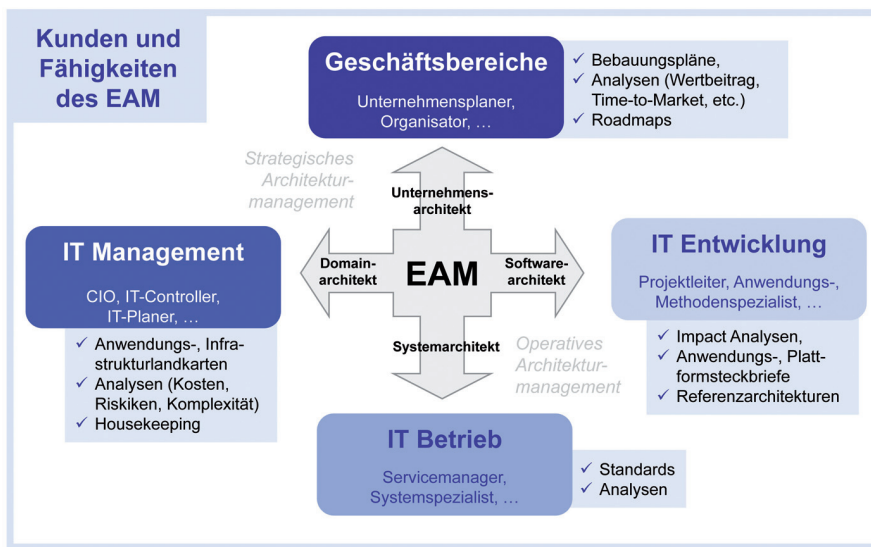 Kunden und
Fähigkeiten
des EAM
Geschäftsbereiche
Unternehmensplaner,
Organisator, …
✓ Bebauungspläne,
✓ Analysen (Wertbeitrag,
Time-to-Market, etc.)
✓ Roadmaps
Strategisches
Architektur-
management
Unternehmens-
architekt
IT Management
CIO, IT-Controller,
IT-Planer, …
✓ Anwendungs-, Infra-
strukturlandkarten
✓ Analysen (Kosten,
Risiken, Komplexität)
✓ Housekeeping
Domain-
architekt
EAM
Software-
architekt
IT Entwicklung
Projektleiter, Anwendungs-,
Methodenspezialist, …
✓ Impact Analysen,
✓ Anwendungs-, Platt-
formsteckbriefe
✓ Referenzarchitekturen
Systemarchitekt
Operatives
Architektur-
management
IT Betrieb
Servicemanager,
Systemspezialist, …
✓ Standards
✓ Analysen